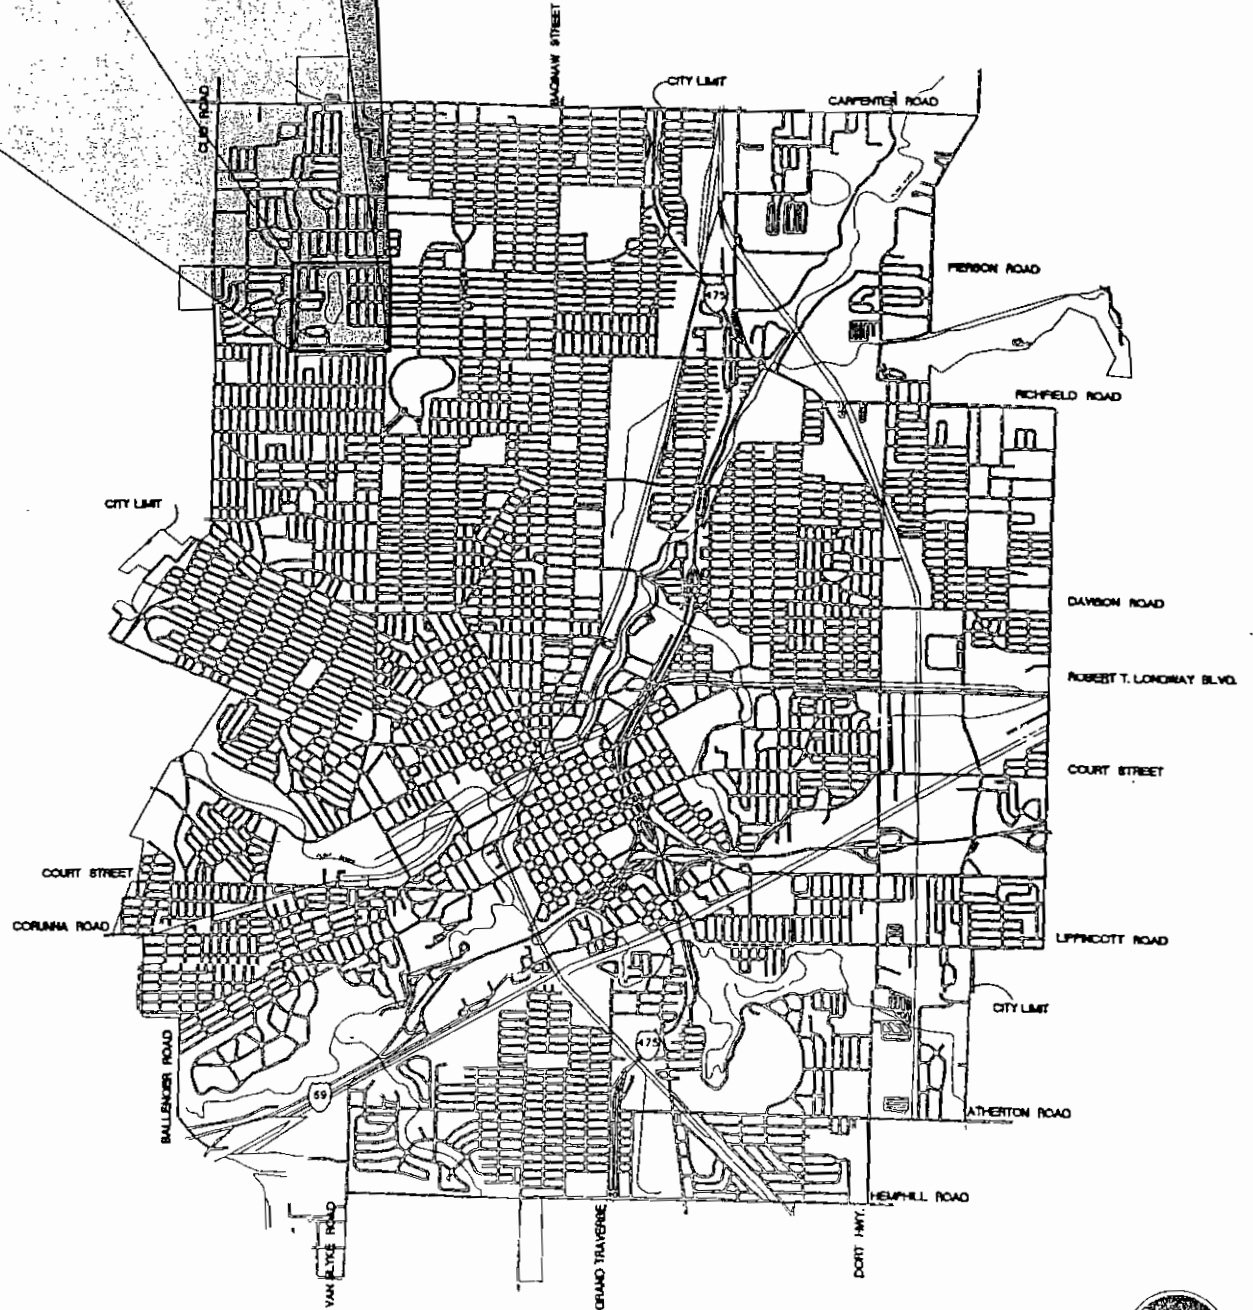 SAGINAW STREET
CITY LIMIT
CLIO ROAD
CARPENTER ROAD
PIERSON ROAD
475
RICHFIELD ROAD
CITY LIMIT
DAVISON ROAD
ROBERT T. LONGWAY BLVD.
COURT STREET
COURT STREET
CORUNNA ROAD
LIPPINCOTT ROAD
CITY LIMIT
475
BALLENGER ROAD
69
ATHERTON ROAD
HEMPHILL ROAD
VAN SLYKE ROAD
GRAND TRAVERSE
DORT HWY.